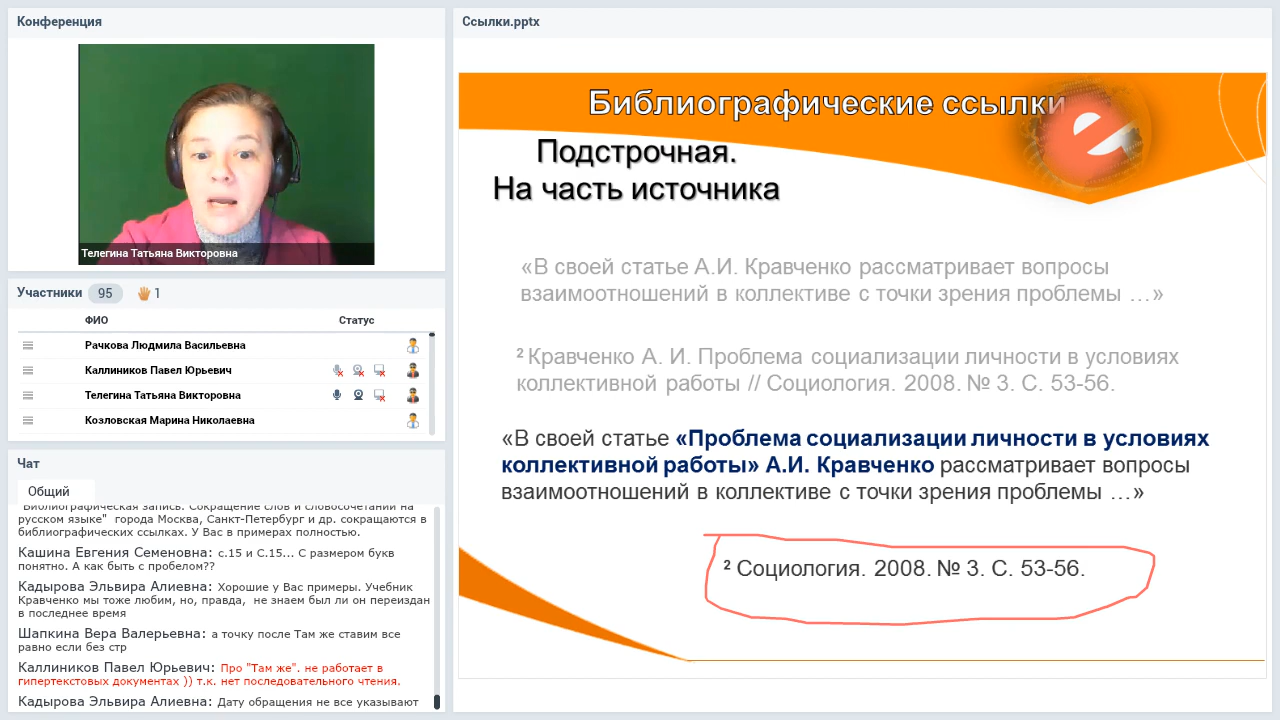 Конференция
Телегина Татьяна Викторовна
Участники 95 1
ФИО Статус
Рачкова Людмила Васильевна
Каллиников Павел Юрьевич
Телегина Татьяна Викторовна
Козловская Марина Николаевна
Чат
Общий
"Библиографическая запись. Сокращение слов и словосочетаний на
русском языке" города Москва, Санкт-Петербург и др. сокращаются в
библиографических ссылках. У Вас в примерах полностью.
Кашина Евгения Семеновна: с.15 и С.15... С размером букв
понятно. А как быть с пробелом??
Кадырова Эльвира Алиевна: Хорошие у Вас примеры. Учебник
Кравченко мы тоже любим, но, правда, не знаем был ли он переиздан
в последнее время
Шапкина Вера Валерьевна: а точку после Там же ставим все
равно если без стр
Каллиников Павел Юрьевич: Про "Там же". не работает в
гипертекстовых документах )) т.к. нет последовательного чтения.
Кадырова Эльвира Алиевна: Дату обращения не все указывают
Ссылки.pptx
Библиографические ссылки
Подстрочная.
На часть источника
«В своей статье А.И. Кравченко рассматривает вопросы
взаимоотношений в коллективе с точки зрения проблемы …»
² Кравченко А. И. Проблема социализации личности в условиях
коллективной работы // Социология. 2008. № 3. С. 53-56.
«В своей статье «Проблема социализации личности в условиях
коллективной работы» А.И. Кравченко рассматривает вопросы
взаимоотношений в коллективе с точки зрения проблемы …»
² Социология. 2008. № 3. С. 53-56.